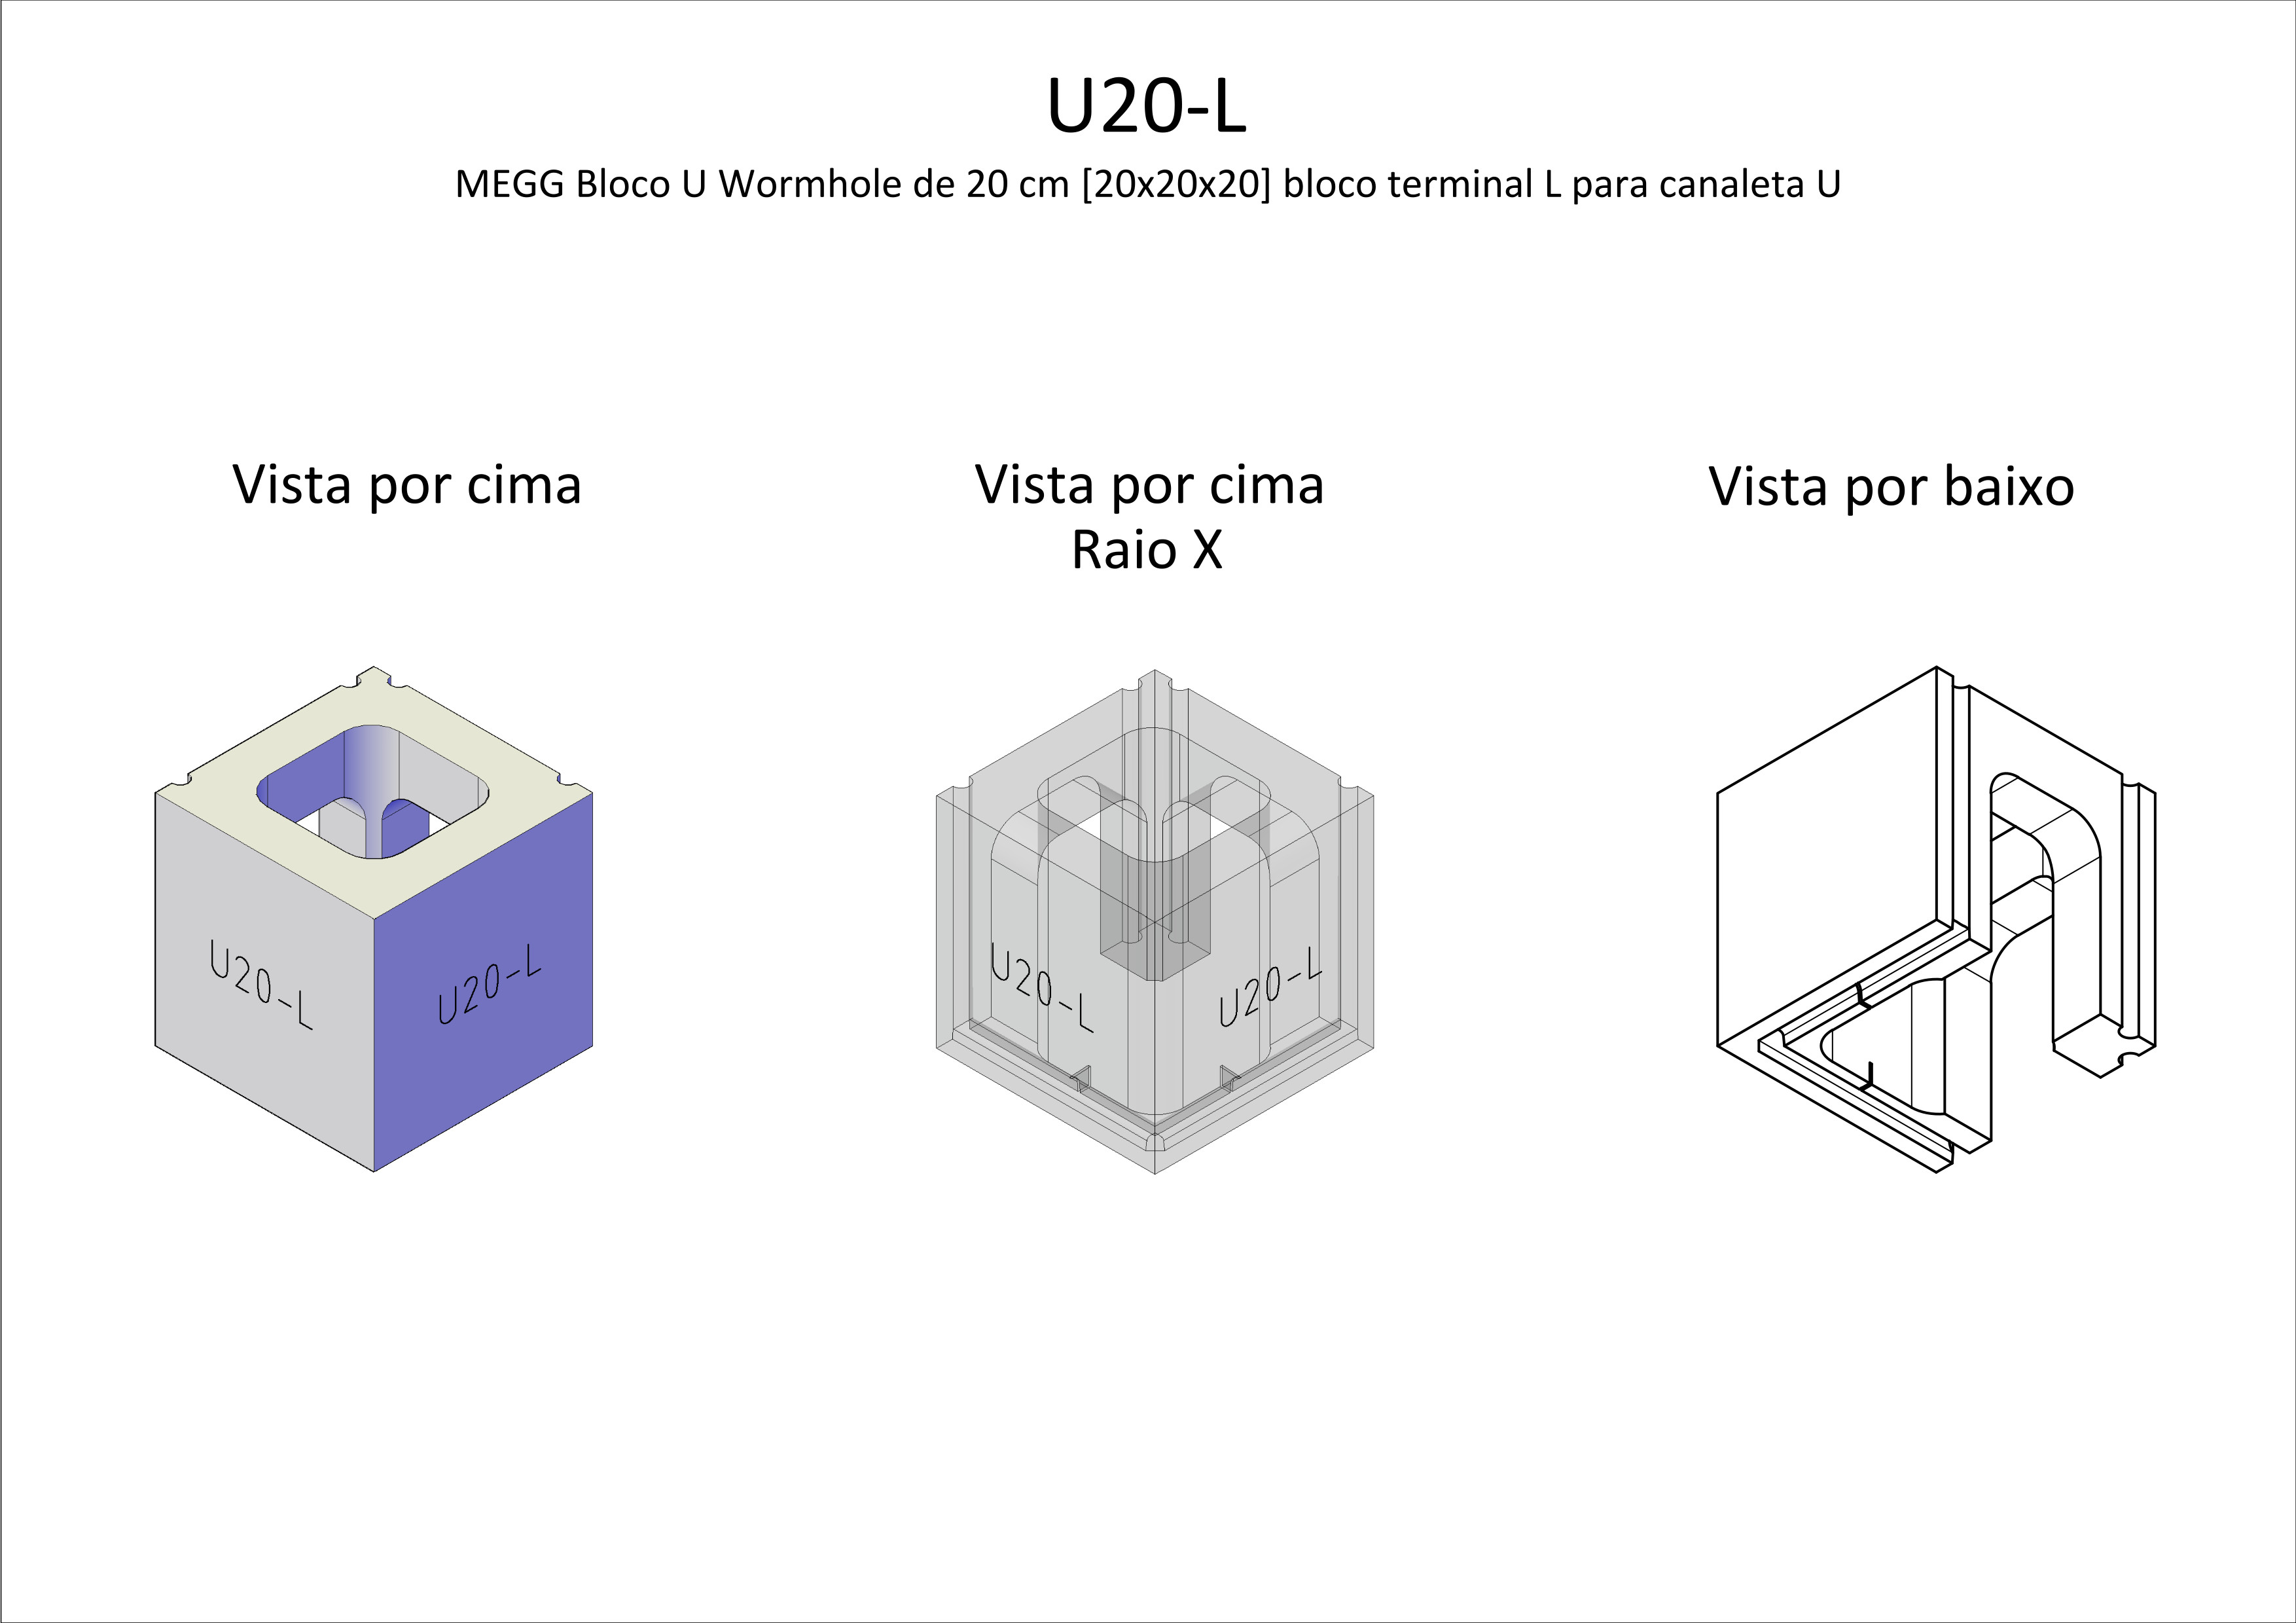 U20-L
MEGG Bloco U Wormhole de 20 cm [20x20x20] bloco terminal L para canaleta U
Vista por cima
Vista por cima
Raio X
Vista por baixo
U20-L
U20-L
U20-L
U20-L